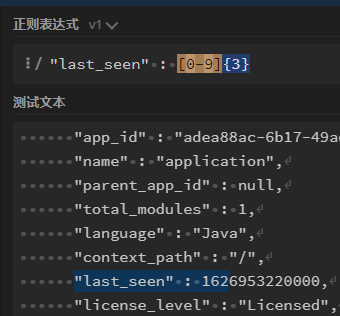 正则表达式 v1
/ "last_seen" : [0-9]{3}
测试文本
"app_id" : "adea88ac-6b17-49a
"name" : "application",
"parent_app_id" : null,
"total_modules" : 1,
"language" : "Java",
"context_path" : "/",
"last_seen" : 1626953220000,
"license_level" : "Licensed",